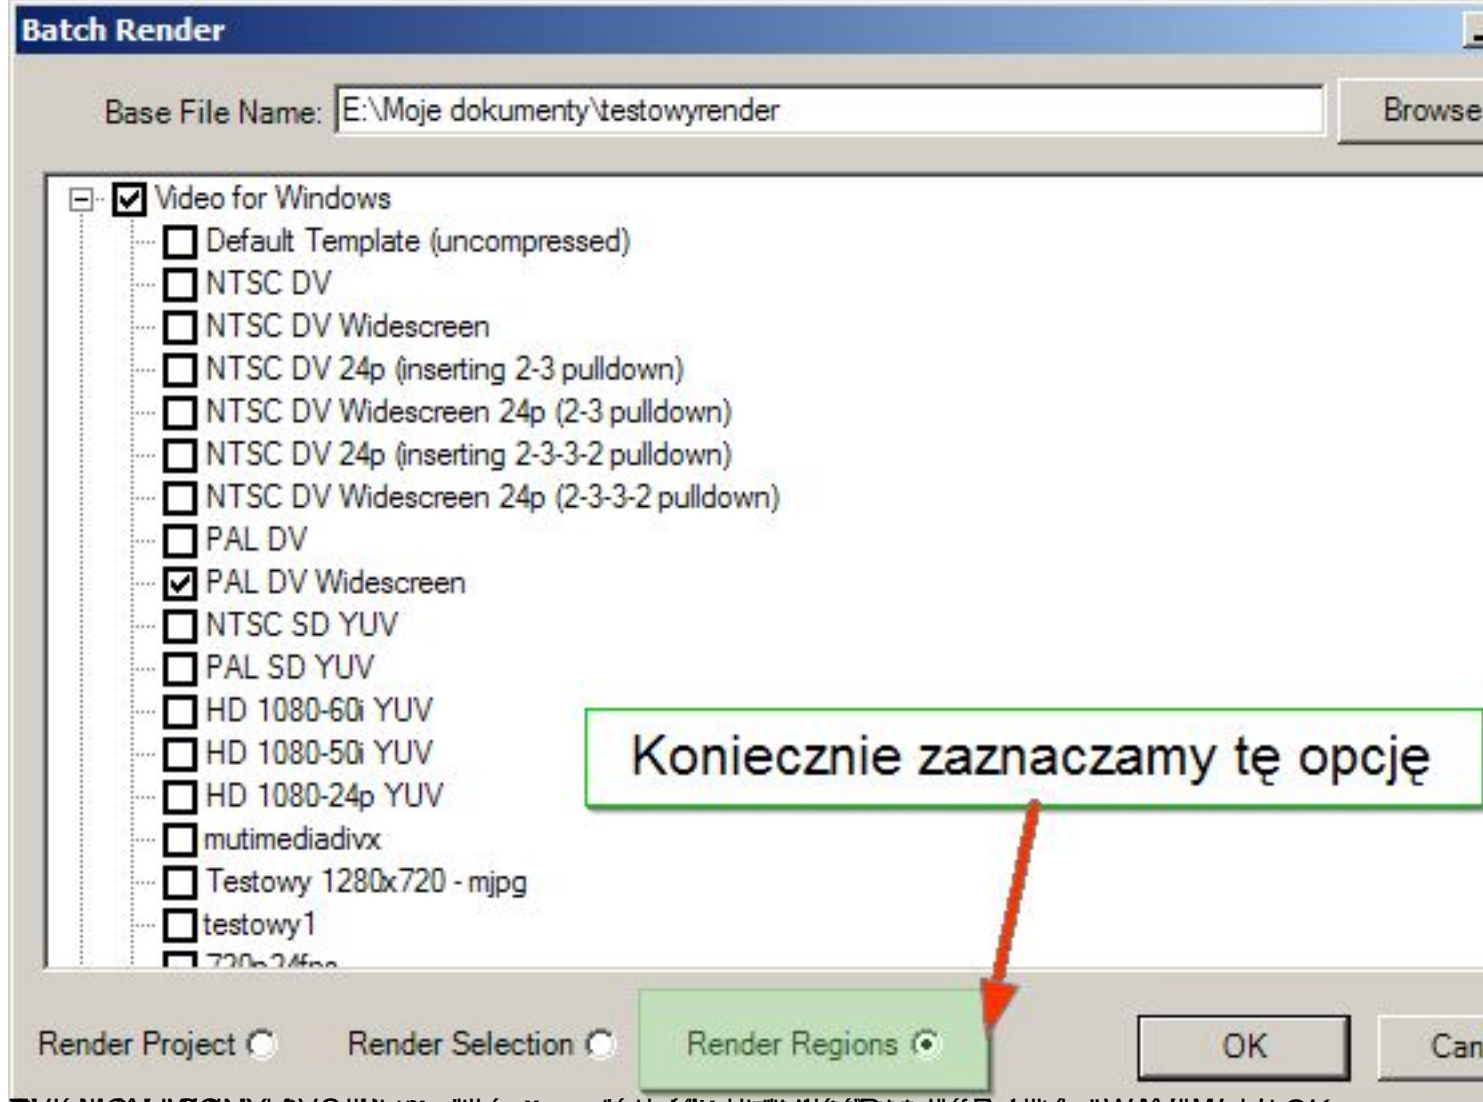 Batch Render
Base File Name: E:\Moje dokumenty\testowyrender Browse
Video for Windows
Default Template (uncompressed)
NTSC DV
NTSC DV Widescreen
NTSC DV 24p (inserting 2-3 pulldown)
NTSC DV Widescreen 24p (2-3 pulldown)
NTSC DV 24p (inserting 2-3-3-2 pulldown)
NTSC DV Widescreen 24p (2-3-3-2 pulldown)
PAL DV
PAL DV Widescreen
NTSC SD YUV
PAL SD YUV
HD 1080-60i YUV
HD 1080-50i YUV
HD 1080-24p YUV
mutimediadivx
Testowy 1280x720 - mjpg
testowy1
720p24fps
Koniecznie zaznaczamy tę opcję
Render Project Render Selection Render Regions OK Can